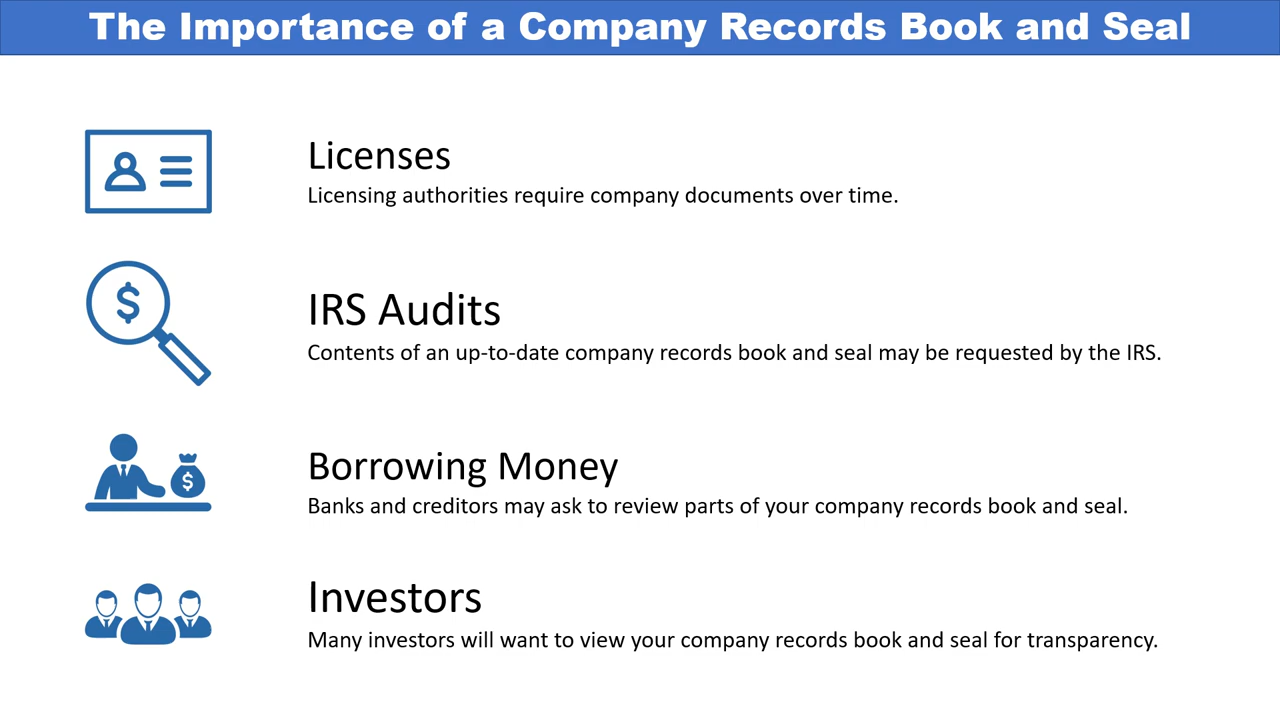 The Importance of a Company Records Book and Seal
Licenses
Licensing authorities require company documents over time.
$
IRS Audits
Contents of an up-to-date company records book and seal may be requested by the IRS.
Borrowing Money
$
Banks and creditors may ask to review parts of your company records book and seal.
Investors
Many investors will want to view your company records book and seal for transparency.